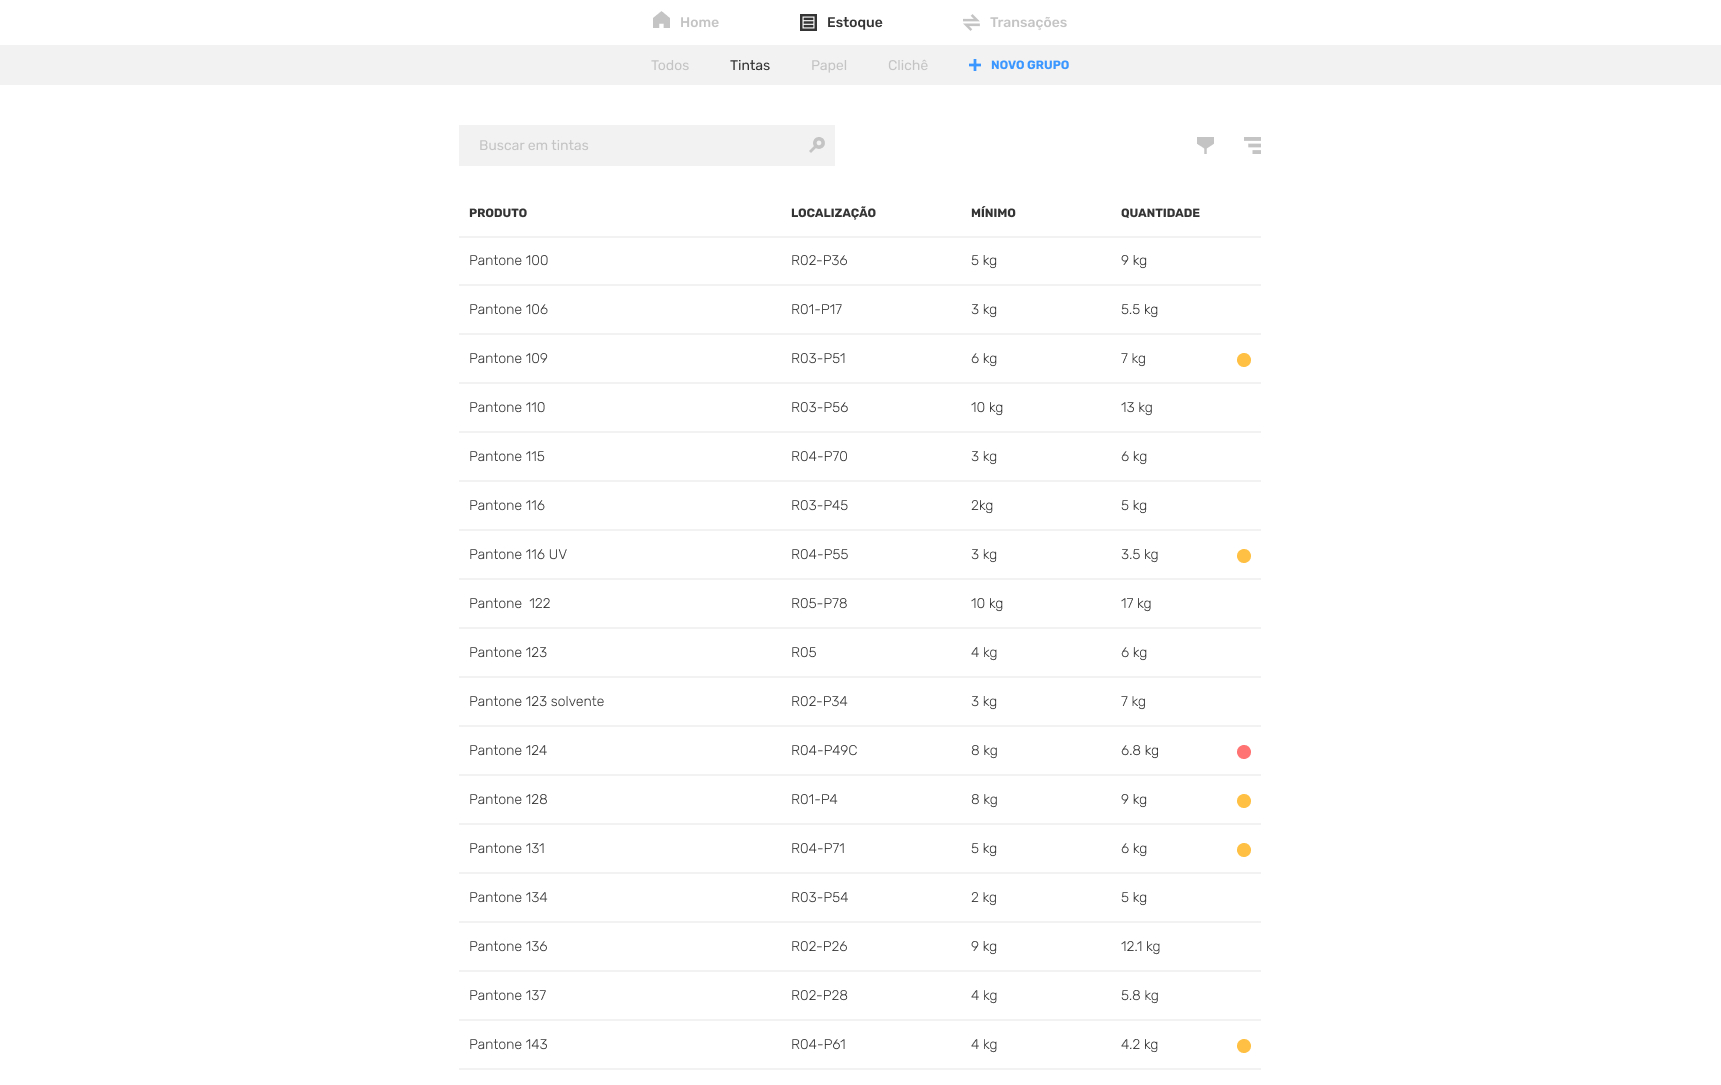 Home Estoque Transações
Todos Tintas Papel Clichê NOVO GRUPO
Buscar em tintas
PRODUTO LOCALIZAÇÃO MÍNIMO QUANTIDADE
Pantone 100 R02-P36 5 kg 9 kg
Pantone 106 R01-P17 3 kg 5.5 kg
Pantone 109 R03-P51 6 kg 7 kg
Pantone 110 R03-P56 10 kg 13 kg
Pantone 115 R04-P70 3 kg 6 kg
Pantone 116 R03-P45 2kg 5 kg
Pantone 116 UV R04-P55 3 kg 3.5 kg
Pantone  122 R05-P78 10 kg 17 kg
Pantone 123 R05 4 kg 6 kg
Pantone 123 solvente R02-P34 3 kg 7 kg
Pantone 124 R04-P49C 8 kg 6.8 kg
Pantone 128 R01-P4 8 kg 9 kg
Pantone 131 R04-P71 5 kg 6 kg
Pantone 134 R03-P54 2 kg 5 kg
Pantone 136 R02-P26 9 kg 12.1 kg
Pantone 137 R02-P28 4 kg 5.8 kg
Pantone 143 R04-P61 4 kg 4.2 kg